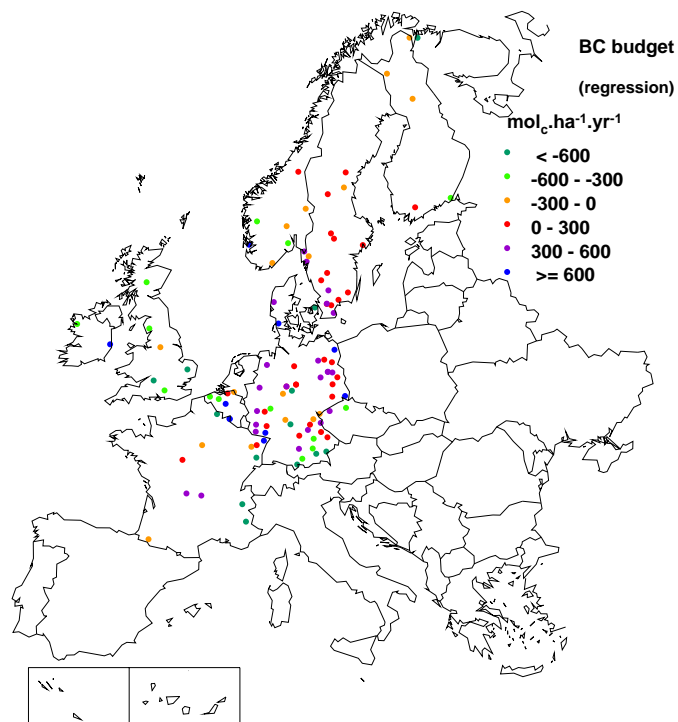 BC budget
(regression)
molc.ha-1.yr-1
< -600
-600 - -300
-300 - 0
0 - 300
300 - 600
>= 600